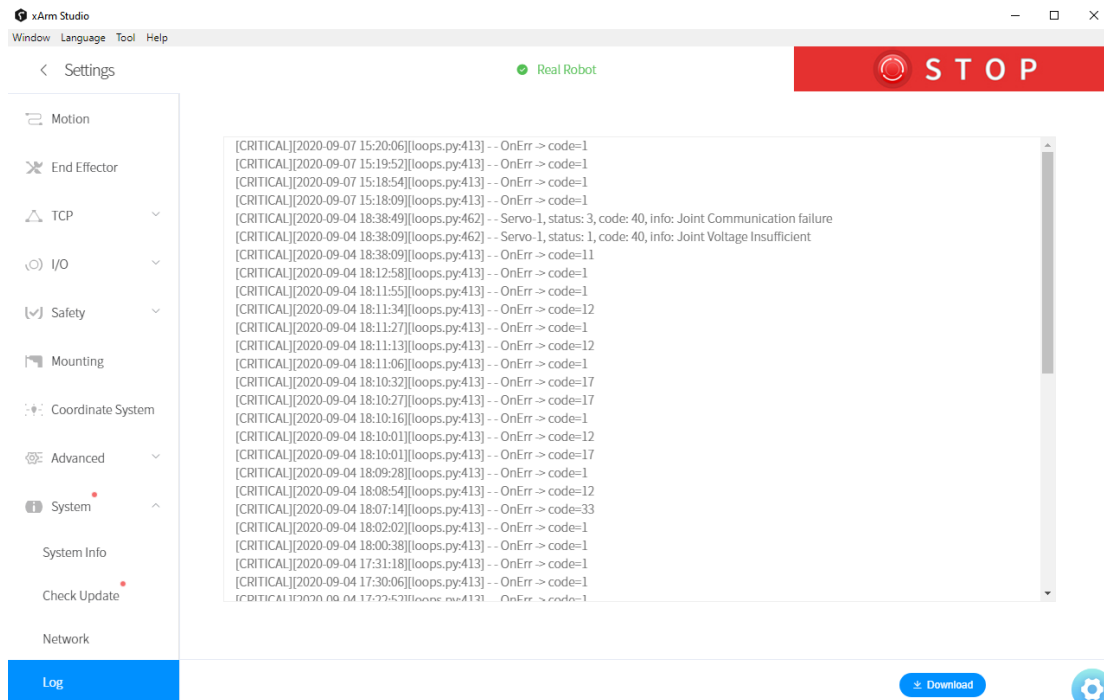 xArm Studio
Window Language Tool Help
Settings
Real Robot
STOP
Motion
End Effector
TCP
I/O
Safety
Mounting
Coordinate System
Advanced
System
System Info
Check Update
Network
Log
[CRITICAL][2020-09-07 15:20:06][loops.py:413] - - OnErr -> code=1
[CRITICAL][2020-09-07 15:19:52][loops.py:413] - - OnErr -> code=1
[CRITICAL][2020-09-07 15:18:54][loops.py:413] - - OnErr -> code=1
[CRITICAL][2020-09-07 15:18:09][loops.py:413] - - OnErr -> code=1
[CRITICAL][2020-09-04 18:38:49][loops.py:462] - - Servo-1, status: 3, code: 40, info: Joint Communication failure
[CRITICAL][2020-09-04 18:38:09][loops.py:462] - - Servo-1, status: 1, code: 40, info: Joint Voltage Insufficient
[CRITICAL][2020-09-04 18:38:09][loops.py:413] - - OnErr -> code=11
[CRITICAL][2020-09-04 18:12:58][loops.py:413] - - OnErr -> code=1
[CRITICAL][2020-09-04 18:11:55][loops.py:413] - - OnErr -> code=1
[CRITICAL][2020-09-04 18:11:34][loops.py:413] - - OnErr -> code=12
[CRITICAL][2020-09-04 18:11:27][loops.py:413] - - OnErr -> code=1
[CRITICAL][2020-09-04 18:11:13][loops.py:413] - - OnErr -> code=12
[CRITICAL][2020-09-04 18:11:06][loops.py:413] - - OnErr -> code=1
[CRITICAL][2020-09-04 18:10:32][loops.py:413] - - OnErr -> code=17
[CRITICAL][2020-09-04 18:10:27][loops.py:413] - - OnErr -> code=17
[CRITICAL][2020-09-04 18:10:16][loops.py:413] - - OnErr -> code=1
[CRITICAL][2020-09-04 18:10:01][loops.py:413] - - OnErr -> code=12
[CRITICAL][2020-09-04 18:10:01][loops.py:413] - - OnErr -> code=17
[CRITICAL][2020-09-04 18:09:28][loops.py:413] - - OnErr -> code=1
[CRITICAL][2020-09-04 18:08:54][loops.py:413] - - OnErr -> code=12
[CRITICAL][2020-09-04 18:07:14][loops.py:413] - - OnErr -> code=33
[CRITICAL][2020-09-04 18:02:02][loops.py:413] - - OnErr -> code=1
[CRITICAL][2020-09-04 18:00:38][loops.py:413] - - OnErr -> code=1
[CRITICAL][2020-09-04 17:31:18][loops.py:413] - - OnErr -> code=1
[CRITICAL][2020-09-04 17:30:06][loops.py:413] - - OnErr -> code=1
[CRITICAL][2020-09-04 17:22:52][loops.py:413] - - OnErr -> code=1
Download